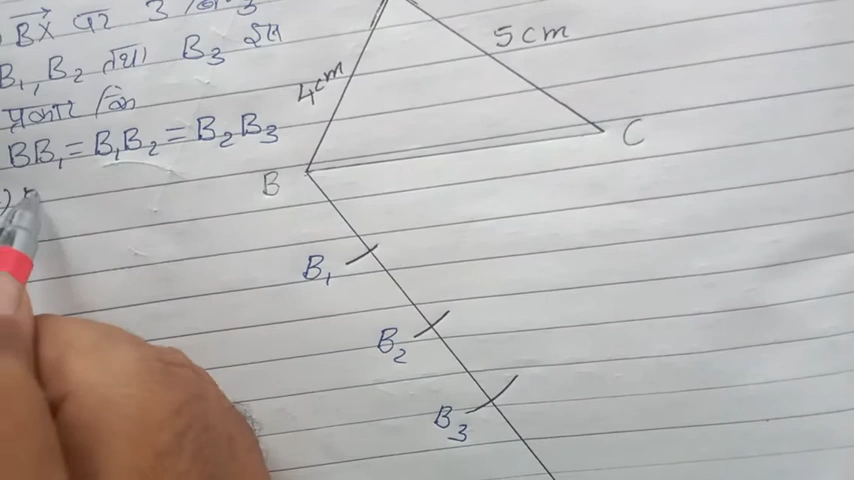 BX पर 3
B₁, B₂ तथा B₃ इस
प्रकार कि
BB₁ = B₁B₂ = B₂B₃
4cm
5cm
B
C
B₁
B₂
B₃